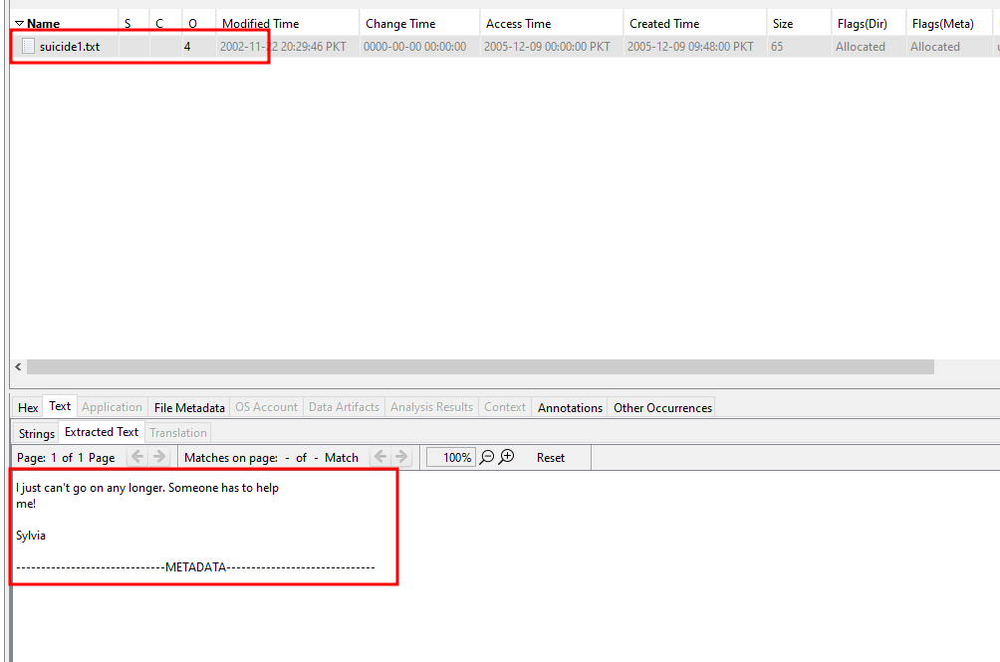 Name S C O Modified Time Change Time Access Time Created Time Size Flags(Dir) Flags(Meta)
suicide1.txt 4 2002-11-22 20:29:46 PKT 0000-00-00 00:00:00 2005-12-09 00:00:00 PKT 2005-12-09 09:48:00 PKT 65 Allocated Allocated
Hex Text Application File Metadata OS Account Data Artifacts Analysis Results Context Annotations Other Occurrences
Strings Extracted Text Translation
Page: 1 of 1 Page Matches on page: - of - Match 100% Reset
I just can't go on any longer. Someone has to help
me!
Sylvia
------------------------------METADATA------------------------------